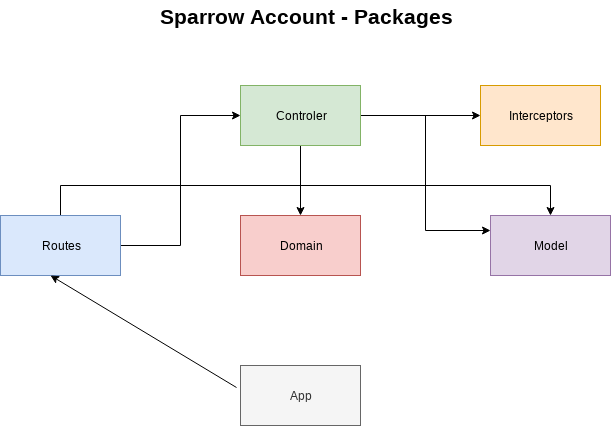 Sparrow Account - Packages
Controler
Interceptors
Routes
Domain
Model
App